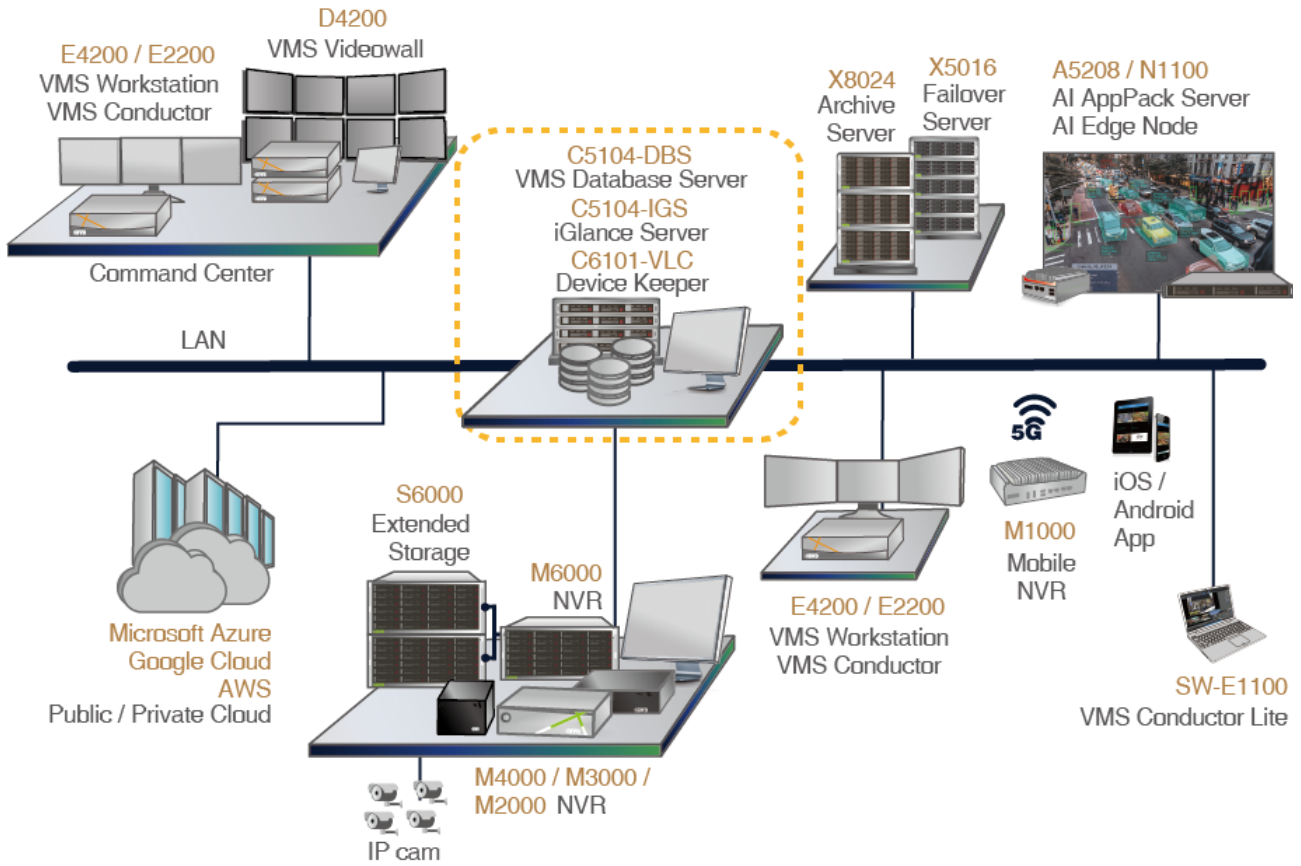 D4200
VMS Videowall
E4200 / E2200
VMS Workstation
VMS Conductor
Command Center
C5104-DBS
VMS Database Server
C5104-IGS
iGlance Server
C6101-VLC
Device Keeper
X8024
Archive
Server
X5016
Failover
Server
A5208 / N1100
AI AppPack Server
AI Edge Node
LAN
Microsoft Azure
Google Cloud
AWS
Public / Private Cloud
S6000
Extended
Storage
M6000
NVR
M4000 / M3000 /
M2000 NVR
IP cam
E4200 / E2200
VMS Workstation
VMS Conductor
5G
M1000
Mobile
NVR
iOS /
Android
App
SW-E1100
VMS Conductor Lite